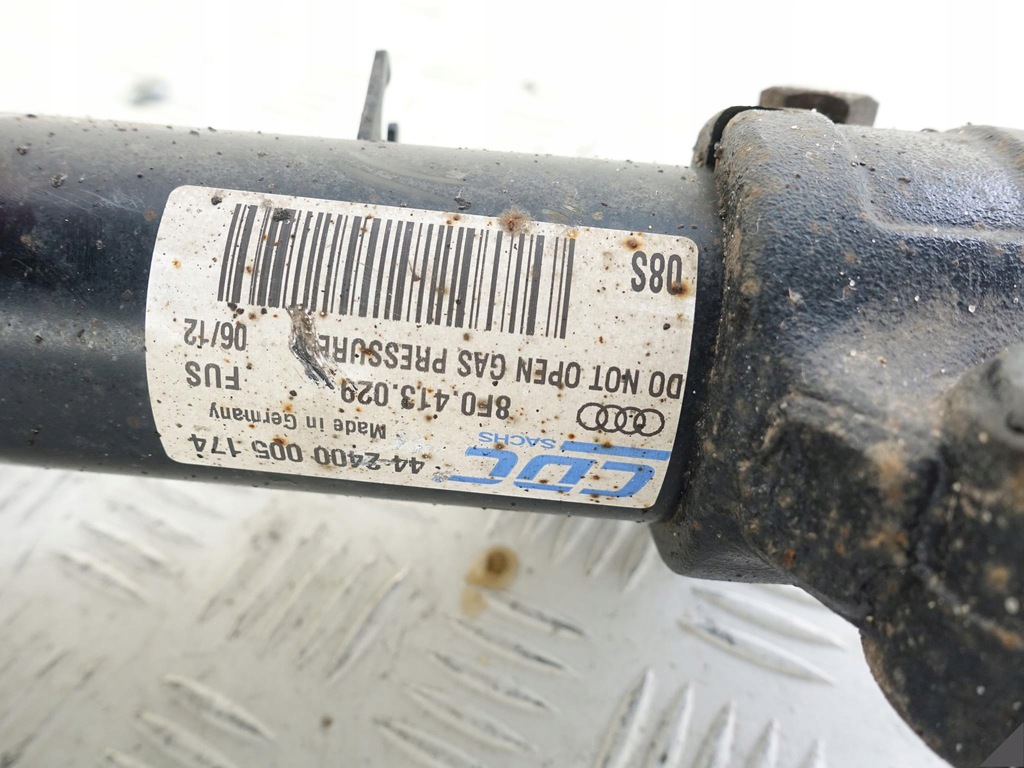 CDC 44-2400 005 174
SACHS Made in Germany
8F0.413.029 FUS
DO NOT OPEN GAS PRESSURE 06/12
08S